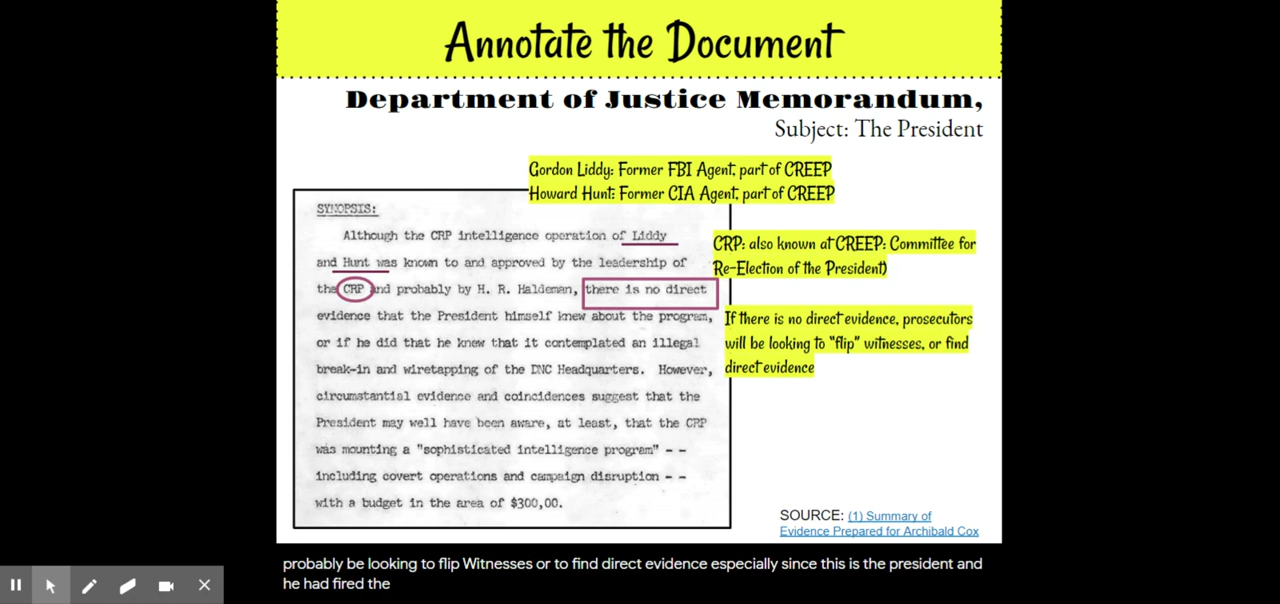 Annotate the Document
Department of Justice Memorandum,
Subject: The President
Gordon Liddy: Former FBI Agent, part of CREEP
Howard Hunt: Former CIA Agent, part of CREEP
SYNOPSIS:
Although the CRP intelligence operation of Liddy
and Hunt was known to and approved by the leadership of
the CRP and probably by H. R. Haldeman, there is no direct
evidence that the President himself knew about the program,
or if he did that he knew that it contemplated an illegal
break-in and wiretapping of the DNC Headquarters. However,
circumstantial evidence and coincidences suggest that the
President may well have been aware, at least, that the CRP
was mounting a "sophisticated intelligence program" - -
including covert operations and campaign disruption - -
with a budget in the area of $300,00.
CRP: also known at CREEP: Committee for
Re-Election of the President)
If there is no direct evidence, prosecutors
will be looking to "flip" witnesses, or find
direct evidence
SOURCE: (1) Summary of
Evidence Prepared for Archibald Cox
probably be looking to flip Witnesses or to find direct evidence especially since this is the president and
he had fired the